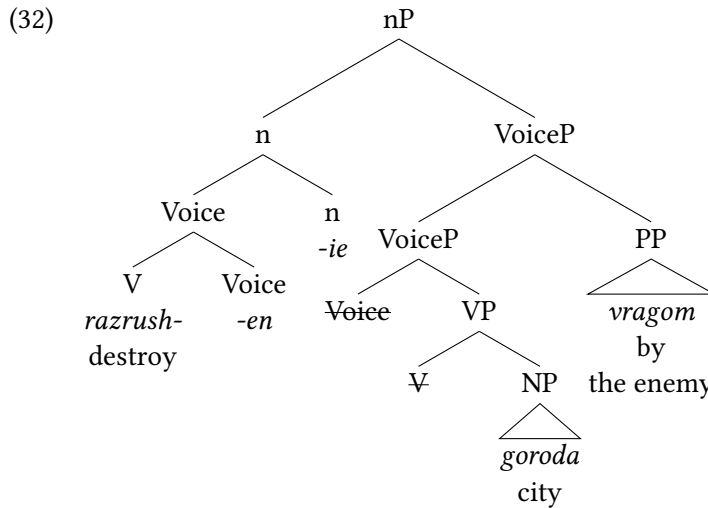 (32)
nP
n VoiceP
Voice n VoiceP PP
-ie
V Voice Voice VP vragom
razrush- -en by
destroy V NP the enemy
goroda
city